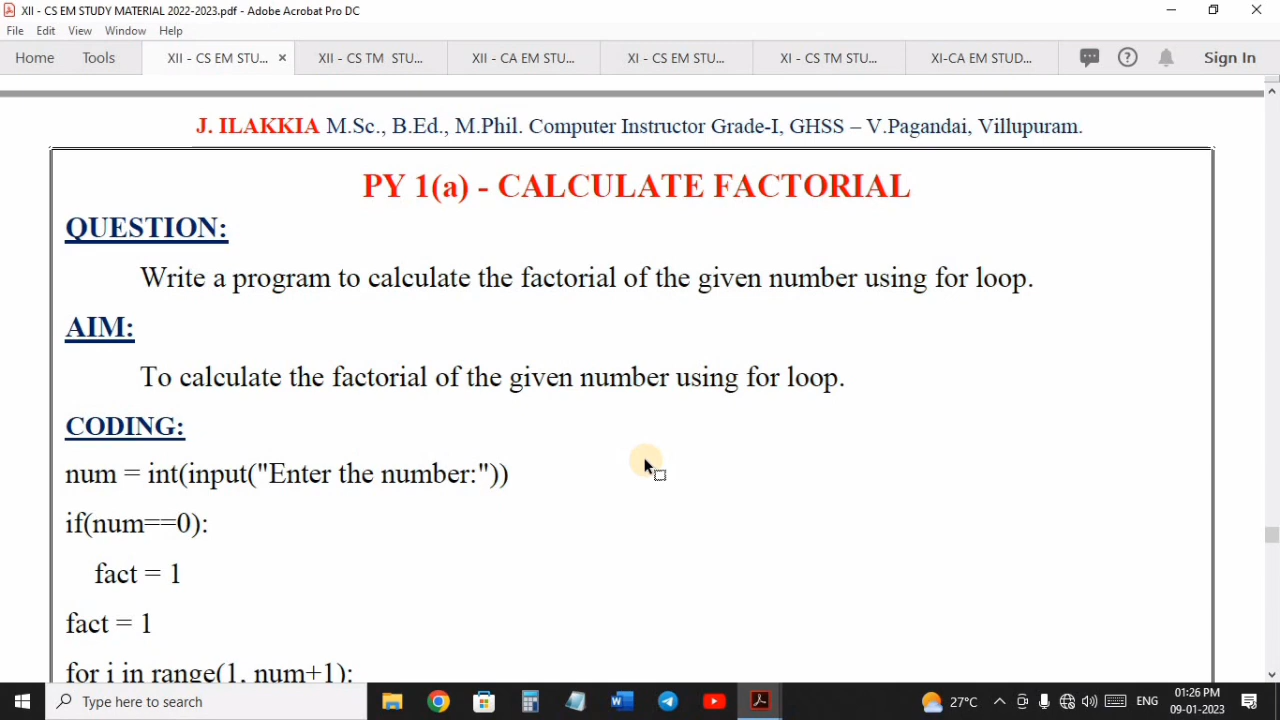 XII - CS EM STUDY MATERIAL 2022-2023.pdf - Adobe Acrobat Pro DC
File Edit View Window Help
Home Tools XII - CS EM STU... × XII - CS TM STU... XII - CA EM STU... XI - CS EM STU... XI - CS TM STU... XI-CA EM STUD... Sign In
J. ILAKKIA M.Sc., B.Ed., M.Phil. Computer Instructor Grade-I, GHSS – V.Pagandai, Villupuram.
PY 1(a) - CALCULATE FACTORIAL
QUESTION:
Write a program to calculate the factorial of the given number using for loop.
AIM:
To calculate the factorial of the given number using for loop.
CODING:
num = int(input("Enter the number:"))
if(num==0):
fact = 1
fact = 1
for i in range(1, num+1):
Type here to search 27°C ENG 01:26 PM
09-01-2023